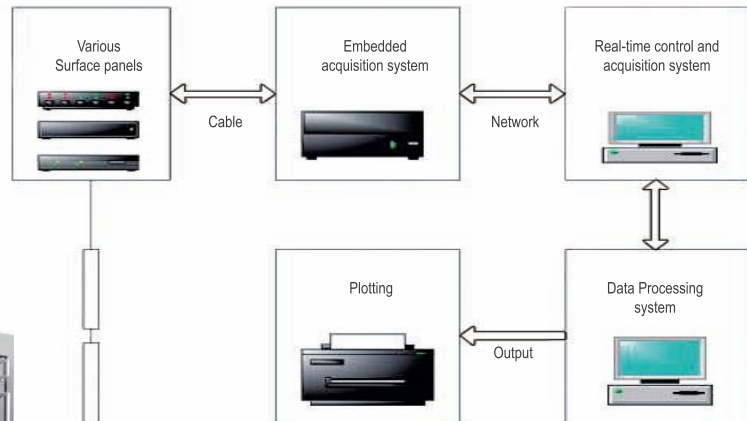 Various
Surface panels
Embedded
acquisition system
Real-time control and
acquisition system
Cable
Network
Plotting
Data Processing
system
Output